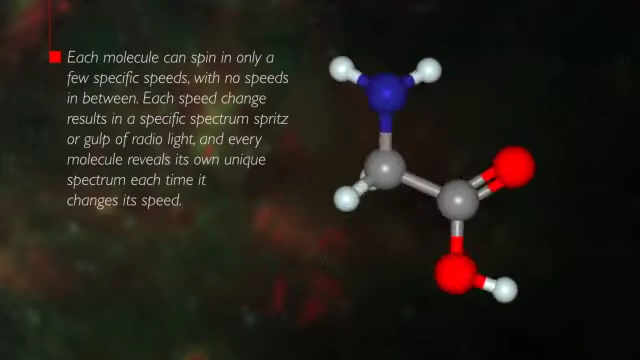 Each molecule can spin in only a
few specific speeds, with no speeds
in between. Each speed change
results in a specific spectrum spritz
or gulp of radio light, and every
molecule reveals its own unique
spectrum each time it
changes its speed.